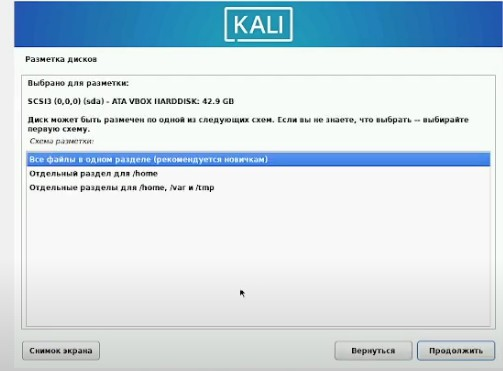 KALI
Разметка дисков
Выбрано для разметки:
SCSI3 (0,0,0) (sda) - ATA VBOX HARDDISK: 42.9 GB
Диск может быть размечен по одной из следующих схем. Если вы не знаете, что выбрать -- выбирайте
первую схему.
Схема разметки:
Все файлы в одном разделе (рекомендуется новичкам)
Отдельный раздел для /home
Отдельные разделы для /home, /var и /tmp
Снимок экрана
Вернуться
Продолжить